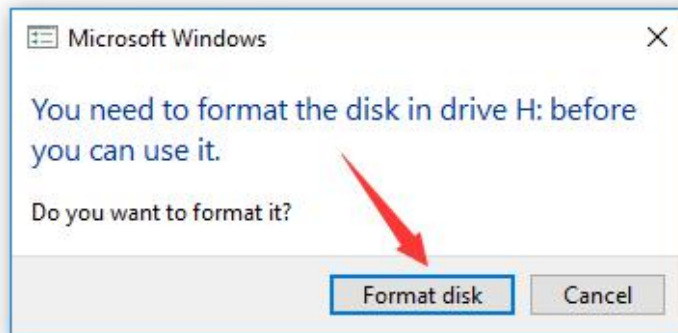 Microsoft Windows
You need to format the disk in drive H: before
you can use it.
Do you want to format it?
Format disk
Cancel